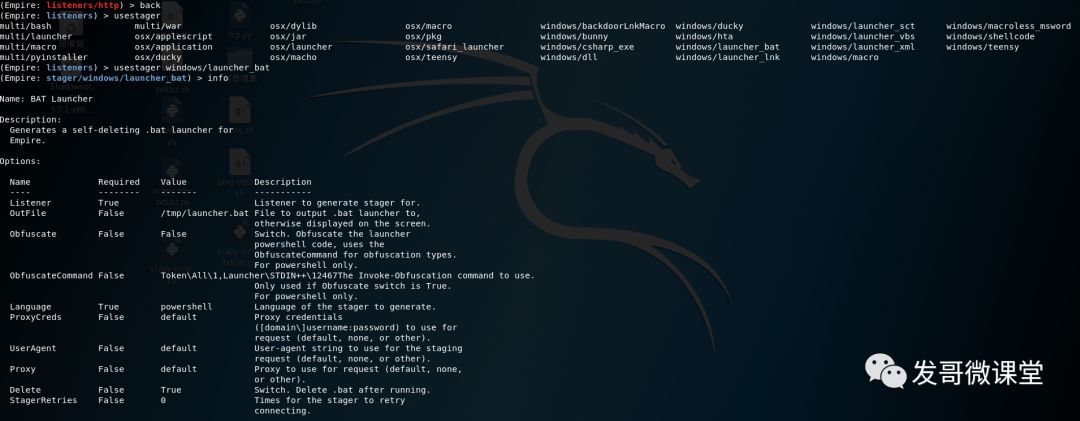 (Empire: listeners/http) > back
(Empire: listeners) > usestager
multi/bash multi/war osx/dylib osx/macro windows/backdoorLnkMacro windows/ducky windows/launcher_sct windows/macroless_msword
multi/launcher osx/applescript osx/jar osx/pkg windows/bunny windows/hta windows/launcher_vbs windows/shellcode
multi/macro osx/application osx/launcher osx/safari_launcher windows/csharp_exe windows/launcher_bat windows/launcher_xml windows/teensy
multi/pyinstaller osx/ducky osx/macho osx/teensy windows/dll windows/launcher_lnk windows/macro
(Empire: listeners) > usestager windows/launcher_bat
(Empire: stager/windows/launcher_bat) > info
Name: BAT Launcher
Description:
Generates a self-deleting .bat launcher for
Empire.
Options:
Name Required Value Description
---- -------- ------- -----------
Listener True Listener to generate stager for.
OutFile False /tmp/launcher.bat File to output .bat launcher to,
otherwise displayed on the screen.
Obfuscate False False Switch. Obfuscate the launcher
powershell code, uses the
ObfuscateCommand for obfuscation types.
For powershell only.
ObfuscateCommand False Token\All\1,Launcher\STDIN++\12467The Invoke-Obfuscation command to use.
Only used if Obfuscate switch is True.
For powershell only.
Language True powershell Language of the stager to generate.
ProxyCreds False default Proxy credentials
([domain\]username:password) to use for
request (default, none, or other).
UserAgent False default User-agent string to use for the staging
request (default, none, or other).
Proxy False default Proxy to use for request (default, none,
or other).
Delete False True Switch. Delete .bat after running.
StagerRetries False 0 Times for the stager to retry
connecting.
发哥微课堂